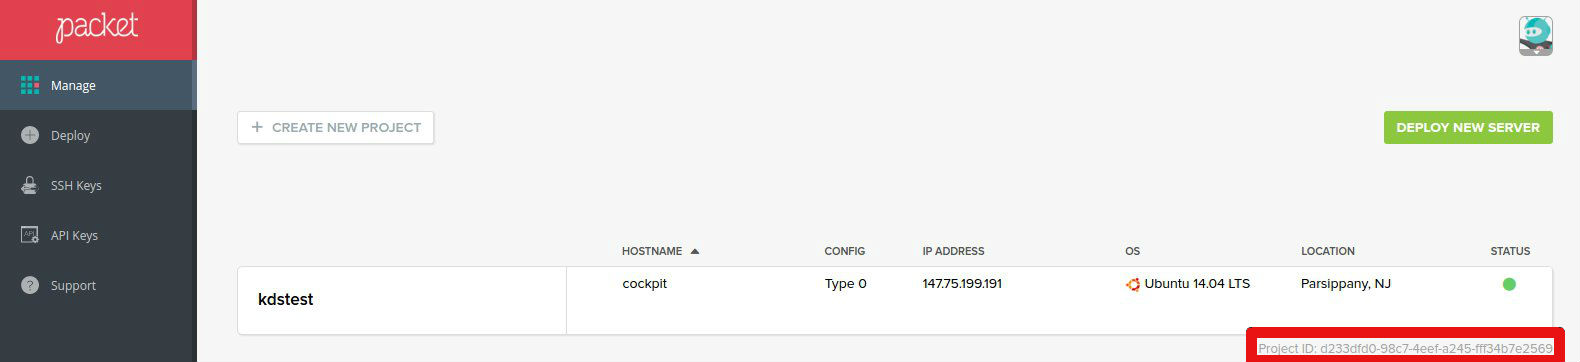 packet
Manage
Deploy
SSH Keys
API Keys
Support
+ CREATE NEW PROJECT
DEPLOY NEW SERVER
HOSTNAME CONFIG IP ADDRESS OS LOCATION STATUS
kdstest
cockpit Type 0 147.75.199.191 Ubuntu 14.04 LTS Parsippany, NJ
Project ID: d233dfd0-98c7-4eef-a245-fff34b7e2569